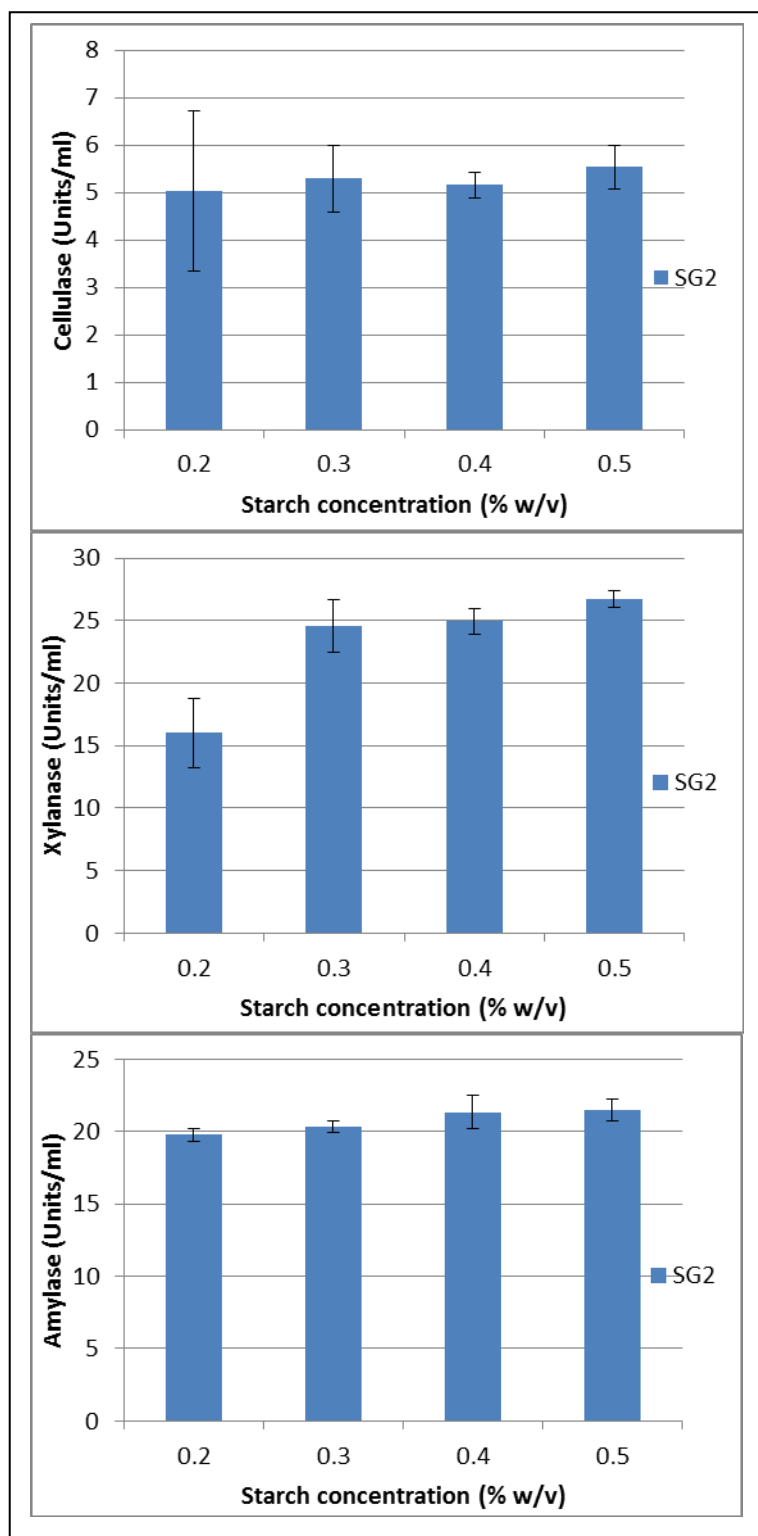 Cellulase (Units/ml)
8
7
6
5
4
3
2
1
0
0.2 0.3 0.4 0.5
Starch concentration (% w/v)
SG2
Xylanase (Units/ml)
30
25
20
15
10
5
0
0.2 0.3 0.4 0.5
Starch concentration (% w/v)
SG2
Amylase (Units/ml)
25
20
15
10
5
0
0.2 0.3 0.4 0.5
Starch concentration (% w/v)
SG2